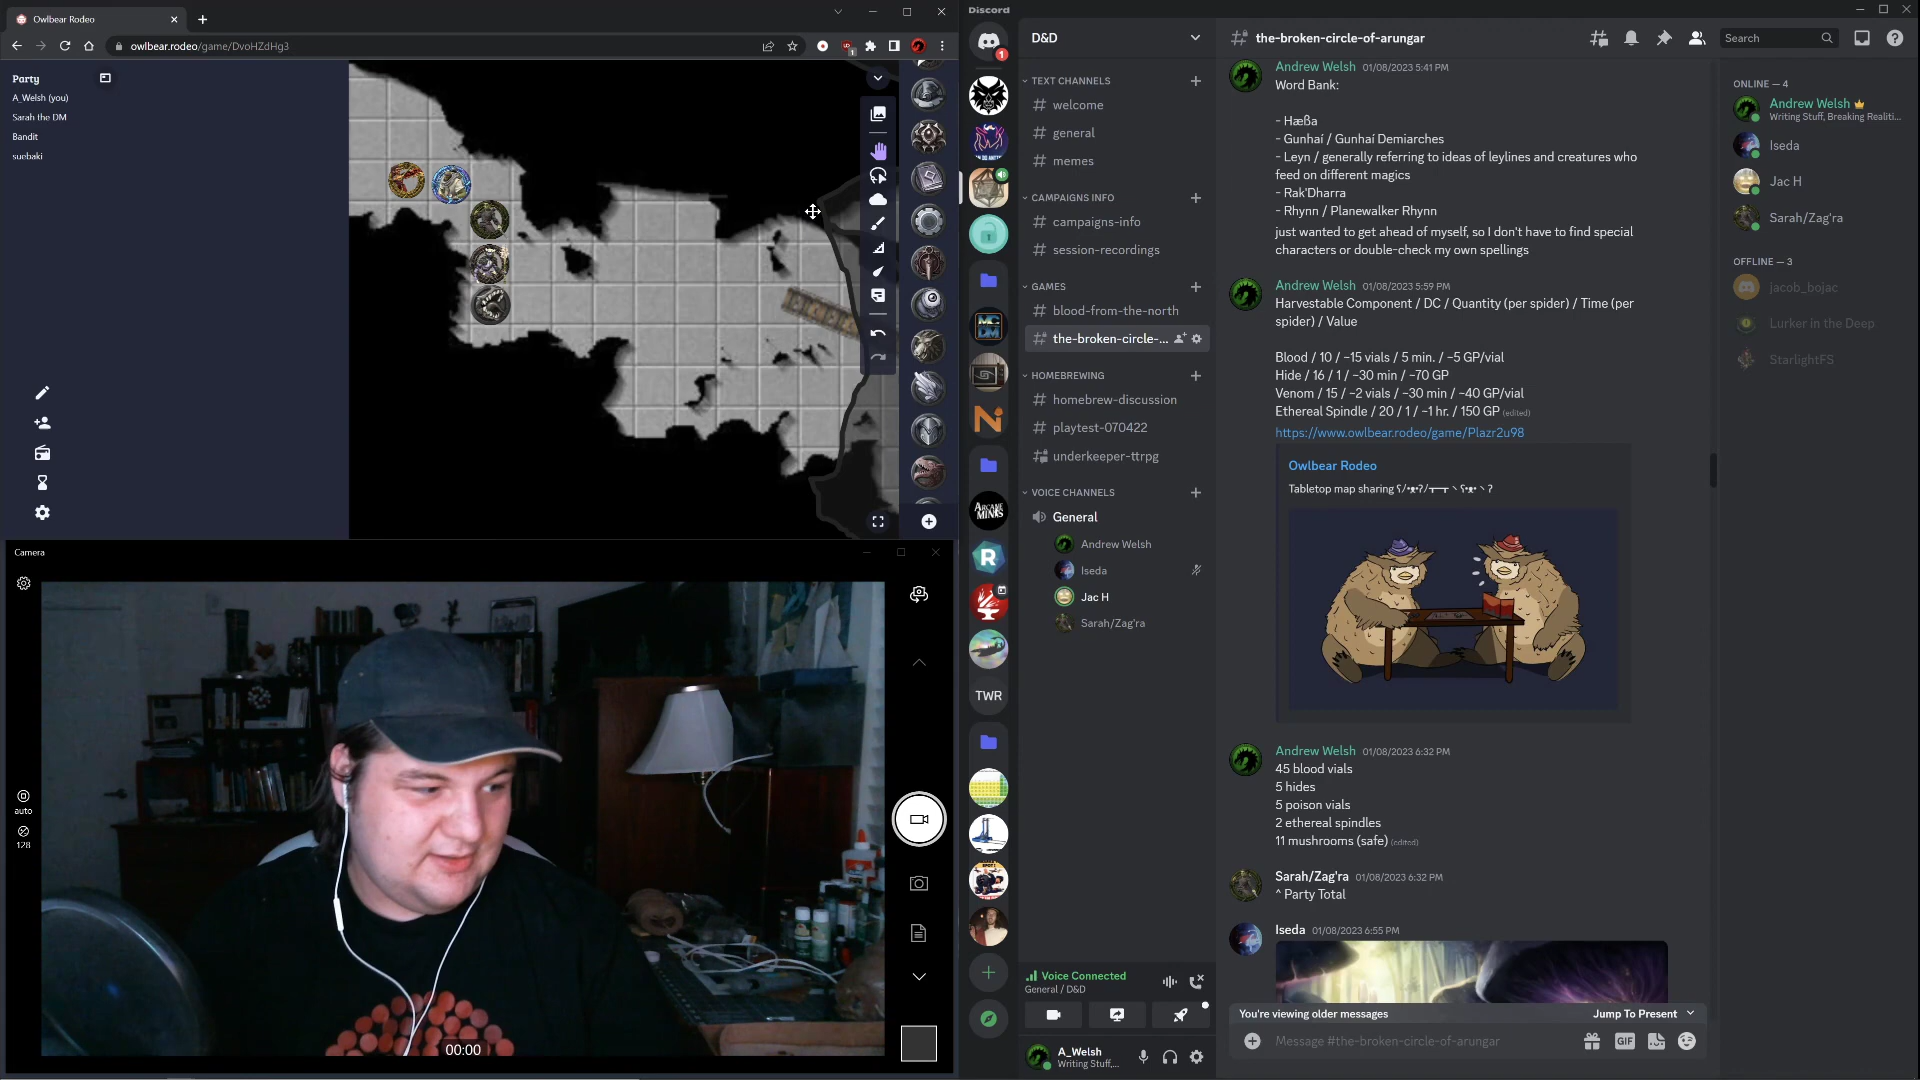 Owlbear Rodeo
owlbear.rodeo/game/DvoHZdHg3
Party
A_Welsh (you)
Sarah the DM
Bandit
suebaki
Camera
auto
128
00:00
Discord
1
MC
DM
ARCANE
MINIS
TWR
D&D
TEXT CHANNELS
welcome
general
memes
CAMPAIGNS INFO
campaigns-info
session-recordings
GAMES
blood-from-the-north
the-broken-circle-...
HOMEBREWING
homebrew-discussion
playtest-070422
underkeeper-ttrpg
VOICE CHANNELS
General
Andrew Welsh
Iseda
Jac H
Sarah/Zag'ra
Voice Connected
General / D&D
A_Welsh
Writing Stuff,...
the-broken-circle-of-arungar
Search
Andrew Welsh 01/08/2023 5:41 PM
Word Bank:
- Hæßa
- Gunhaí / Gunhaí Demiarches
- Leyn / generally referring to ideas of leylines and creatures who
feed on different magics
- Rak'Dharra
- Rhynn / Planewalker Rhynn
just wanted to get ahead of myself, so I don't have to find special
characters or double-check my own spellings
Andrew Welsh 01/08/2023 5:59 PM
Harvestable Component / DC / Quantity (per spider) / Time (per
spider) / Value
Blood / 10 / ~15 vials / 5 min. / ~5 GP/vial
Hide / 16 / 1 / ~30 min / ~70 GP
Venom / 15 / ~2 vials / ~30 min / ~40 GP/vial
Ethereal Spindle / 20 / 1 / ~1 hr. / 150 GP (edited)
https://www.owlbear.rodeo/game/Plazr2u98
Owlbear Rodeo
Tabletop map sharing ʕ/•ᴥ•ʔ/┬─┬ ヽʕ•ᴥ•ヽʔ
Andrew Welsh 01/08/2023 6:32 PM
45 blood vials
5 hides
5 poison vials
2 ethereal spindles
11 mushrooms (safe) (edited)
Sarah/Zag'ra 01/08/2023 6:32 PM
^ Party Total
Iseda 01/08/2023 6:55 PM
You're viewing older messages
Jump To Present
Message #the-broken-circle-of-arungar
GIF
ONLINE — 4
Andrew Welsh
Writing Stuff, Breaking Realiti...
Iseda
Jac H
Sarah/Zag'ra
OFFLINE — 3
jacob_bojac
Lurker in the Deep
StarlightFS